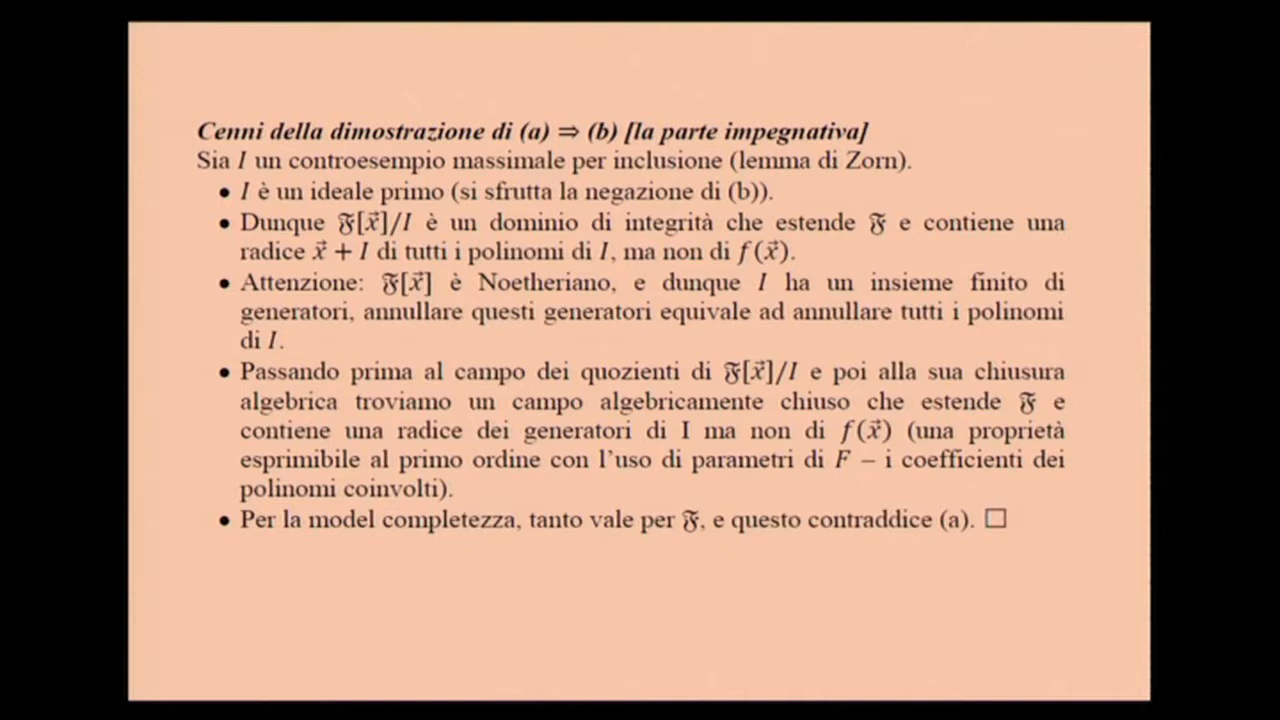 Cenni della dimostrazione di (a) ⇒ (b) [la parte impegnativa]
Sia I un controesempio massimale per inclusione (lemma di Zorn).
• I è un ideale primo (si sfrutta la negazione di (b)).
• Dunque 𝔉[x⃗]/I è un dominio di integrità che estende 𝔉 e contiene una
radice x⃗ + I di tutti i polinomi di I, ma non di f(x⃗).
• Attenzione: 𝔉[x⃗] è Noetheriano, e dunque I ha un insieme finito di
generatori, annullare questi generatori equivale ad annullare tutti i polinomi
di I.
• Passando prima al campo dei quozienti di 𝔉[x⃗]/I e poi alla sua chiusura
algebrica troviamo un campo algebricamente chiuso che estende 𝔉 e
contiene una radice dei generatori di I ma non di f(x⃗) (una proprietà
esprimibile al primo ordine con l’uso di parametri di F – i coefficienti dei
polinomi coinvolti).
• Per la model completezza, tanto vale per 𝔉, e questo contraddice (a). □